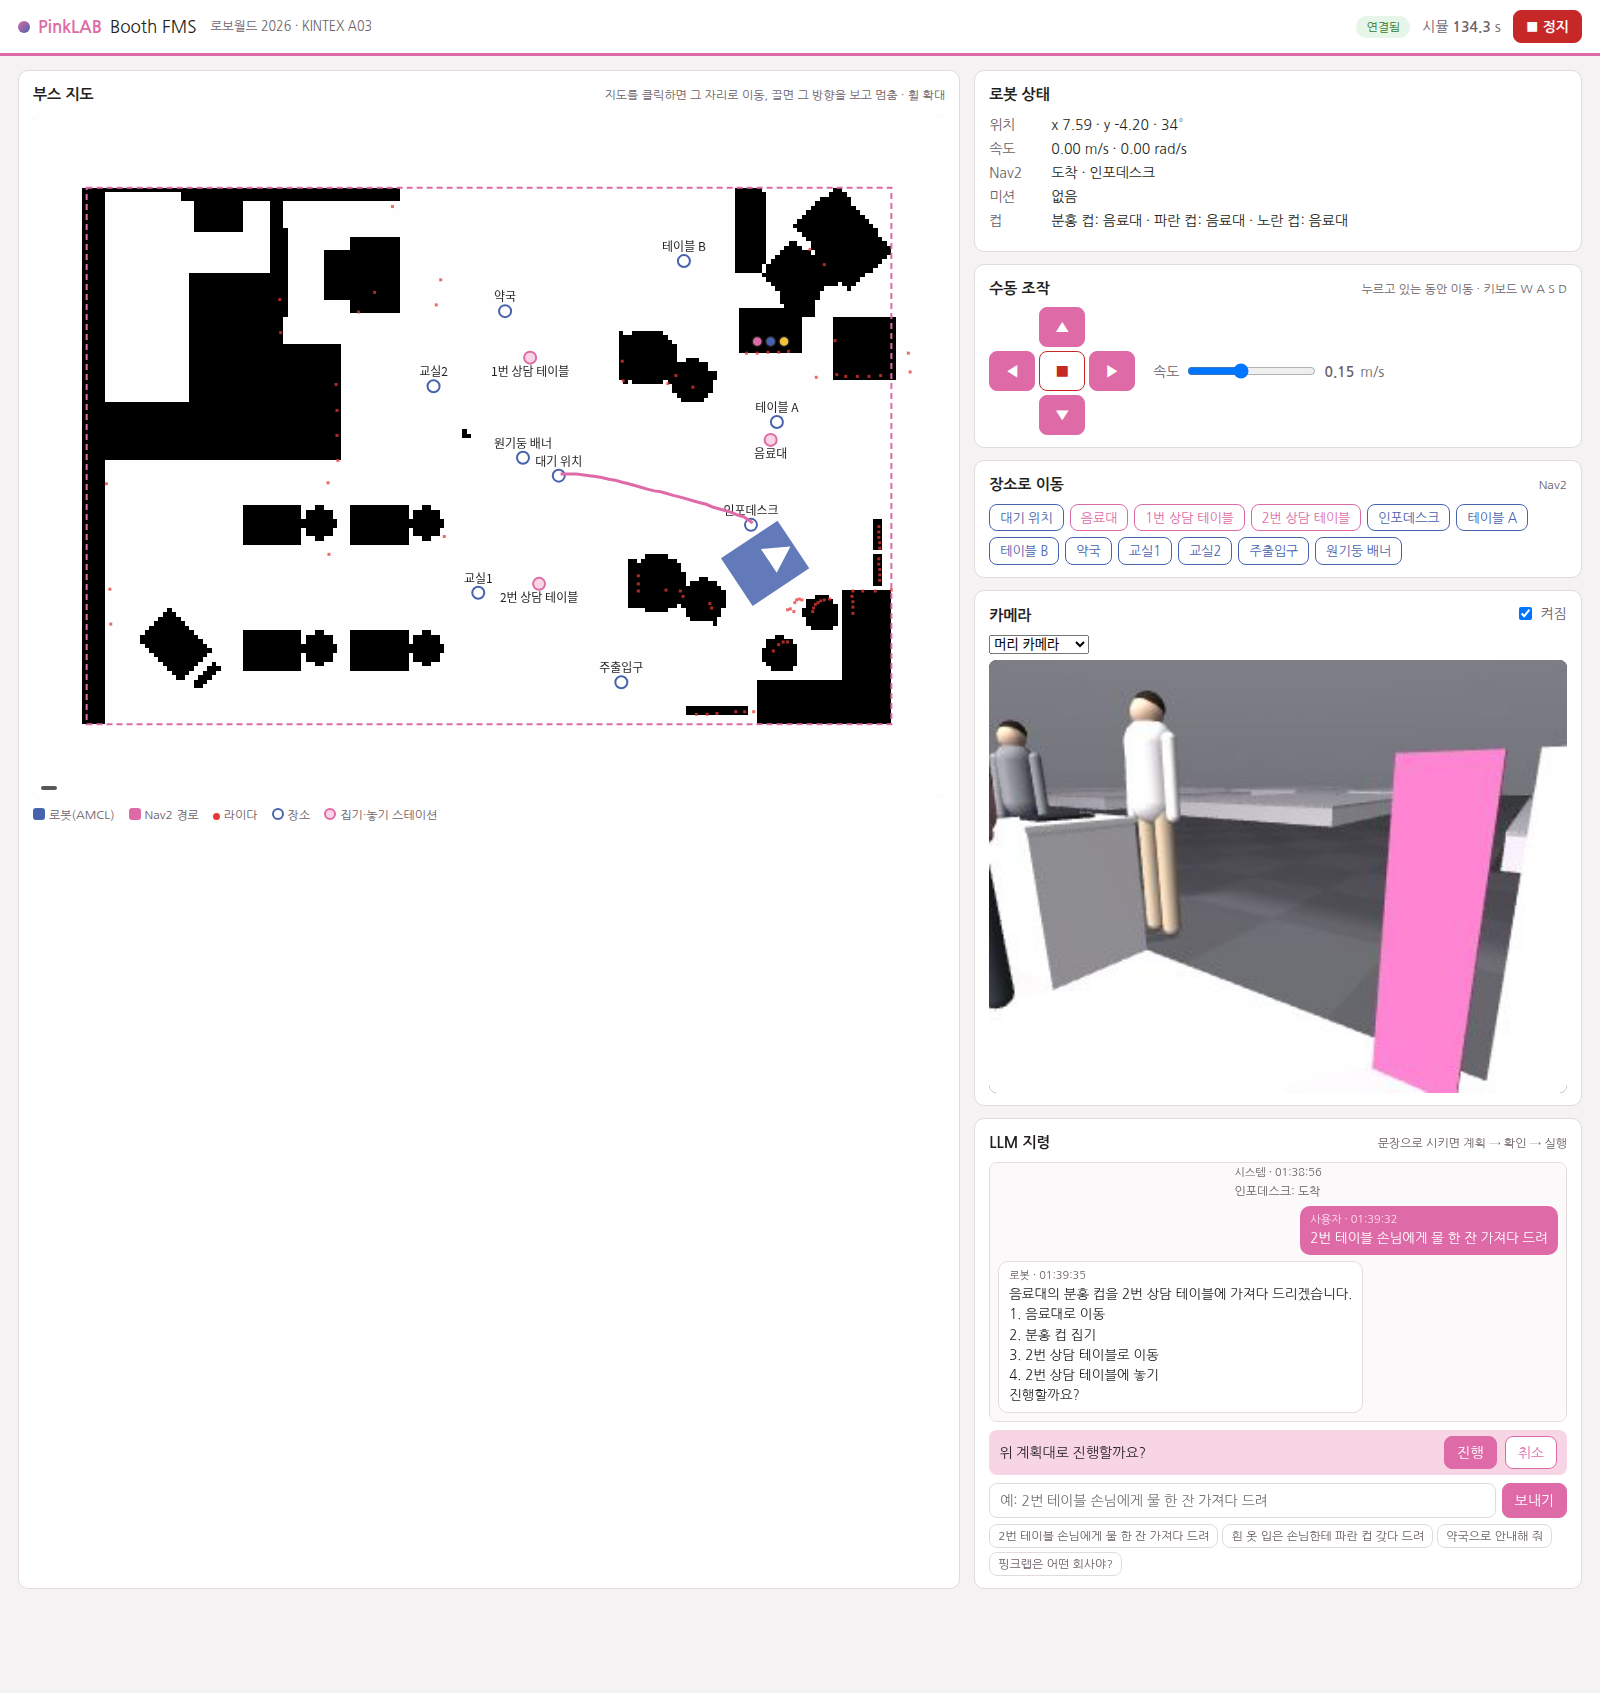 PinkLAB Booth FMS 로보월드 2026 · KINTEX A03
연결됨 시뮬 134.3 s ■ 정지
부스 지도
지도를 클릭하면 그 자리로 이동, 끌면 그 방향을 보고 멈춤 · 휠 확대
테이블 B
약국
1번 상담 테이블
교실2
테이블 A
음료대
원기둥 배너
대기 위치
인포데스크
교실1
2번 상담 테이블
주출입구
로봇(AMCL) Nav2 경로 라이다 장소 집기·놓기 스테이션
로봇 상태
위치 x 7.59 · y -4.20 · 34°
속도 0.00 m/s · 0.00 rad/s
Nav2 도착 · 인포데스크
미션 없음
컵 분홍 컵: 음료대 · 파란 컵: 음료대 · 노란 컵: 음료대
수동 조작 누르고 있는 동안 이동 · 키보드 W A S D
▲
◀ ■ ▶ 속도 0.15 m/s
▼
장소로 이동 Nav2
대기 위치 음료대 1번 상담 테이블 2번 상담 테이블 인포데스크 테이블 A
테이블 B 약국 교실1 교실2 주출입구 원기둥 배너
카메라 켜짐
머리 카메라
LLM 지령 문장으로 시키면 계획 → 확인 → 실행
시스템 · 01:38:56
인포데스크: 도착
사용자 · 01:39:32
2번 테이블 손님에게 물 한 잔 가져다 드려
로봇 · 01:39:35
음료대의 분홍 컵을 2번 상담 테이블에 가져다 드리겠습니다.
1. 음료대로 이동
2. 분홍 컵 집기
3. 2번 상담 테이블로 이동
4. 2번 상담 테이블에 놓기
진행할까요?
위 계획대로 진행할까요? 진행 취소
예: 2번 테이블 손님에게 물 한 잔 가져다 드려 보내기
2번 테이블 손님에게 물 한 잔 가져다 드려 흰 옷 입은 손님한테 파란 컵 갖다 드려 약국으로 안내해 줘
핑크랩은 어떤 회사야?